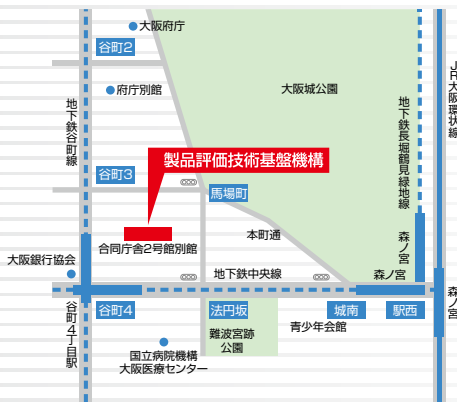 大阪府庁
谷町2
府庁別館
大阪城公園
JR大阪環状線
地下鉄谷町線
地下鉄長堀鶴見緑地線
製品評価技術基盤機構
谷町3
馬場町
本町通
合同庁舎2号館別館
森ノ宮
大阪銀行協会
地下鉄中央線
森ノ宮
谷町4
法円坂
城南
駅西
森ノ宮
谷町4丁目駅
難波宮跡
公園
青少年会館
国立病院機構
大阪医療センター